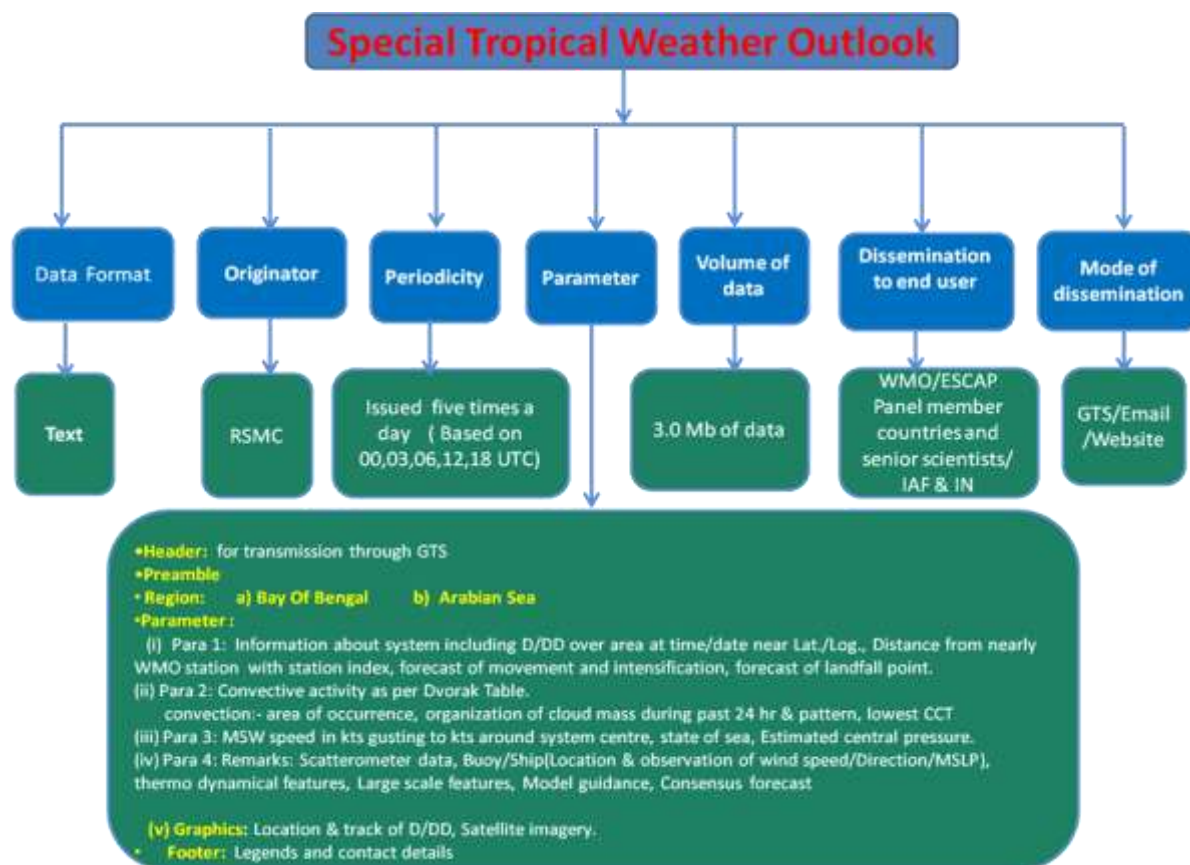 Special Tropical Weather Outlook
Data Format
Originator
Periodicity
Parameter
Volume of
data
Dissemination
to end user
Mode of
dissemination
Text
RSMC
Issued five times a
day ( Based on
00,03,06,12,18 UTC)
3.0 Mb of data
WMO/ESCAP
Panel member
countries and
senior scientists/
IAF & IN
GTS/Email
/Website
•Header: for transmission through GTS
•Preamble
• Region: a) Bay Of Bengal b) Arabian Sea
•Parameter :
(i) Para 1: Information about system including D/DD over area at time/date near Lat./Log., Distance from nearly
WMO station with station index, forecast of movement and intensification, forecast of landfall point.
(ii) Para 2: Convective activity as per Dvorak Table.
convection:- area of occurrence, organization of cloud mass during past 24 hr & pattern, lowest CCT
(iii) Para 3: MSW speed in kts gusting to kts around system centre, state of sea, Estimated central pressure.
(iv) Para 4: Remarks: Scatterometer data, Buoy/Ship(Location & observation of wind speed/Direction/MSLP),
thermo dynamical features, Large scale features, Model guidance, Consensus forecast
(v) Graphics: Location & track of D/DD, Satellite imagery.
• Footer: Legends and contact details